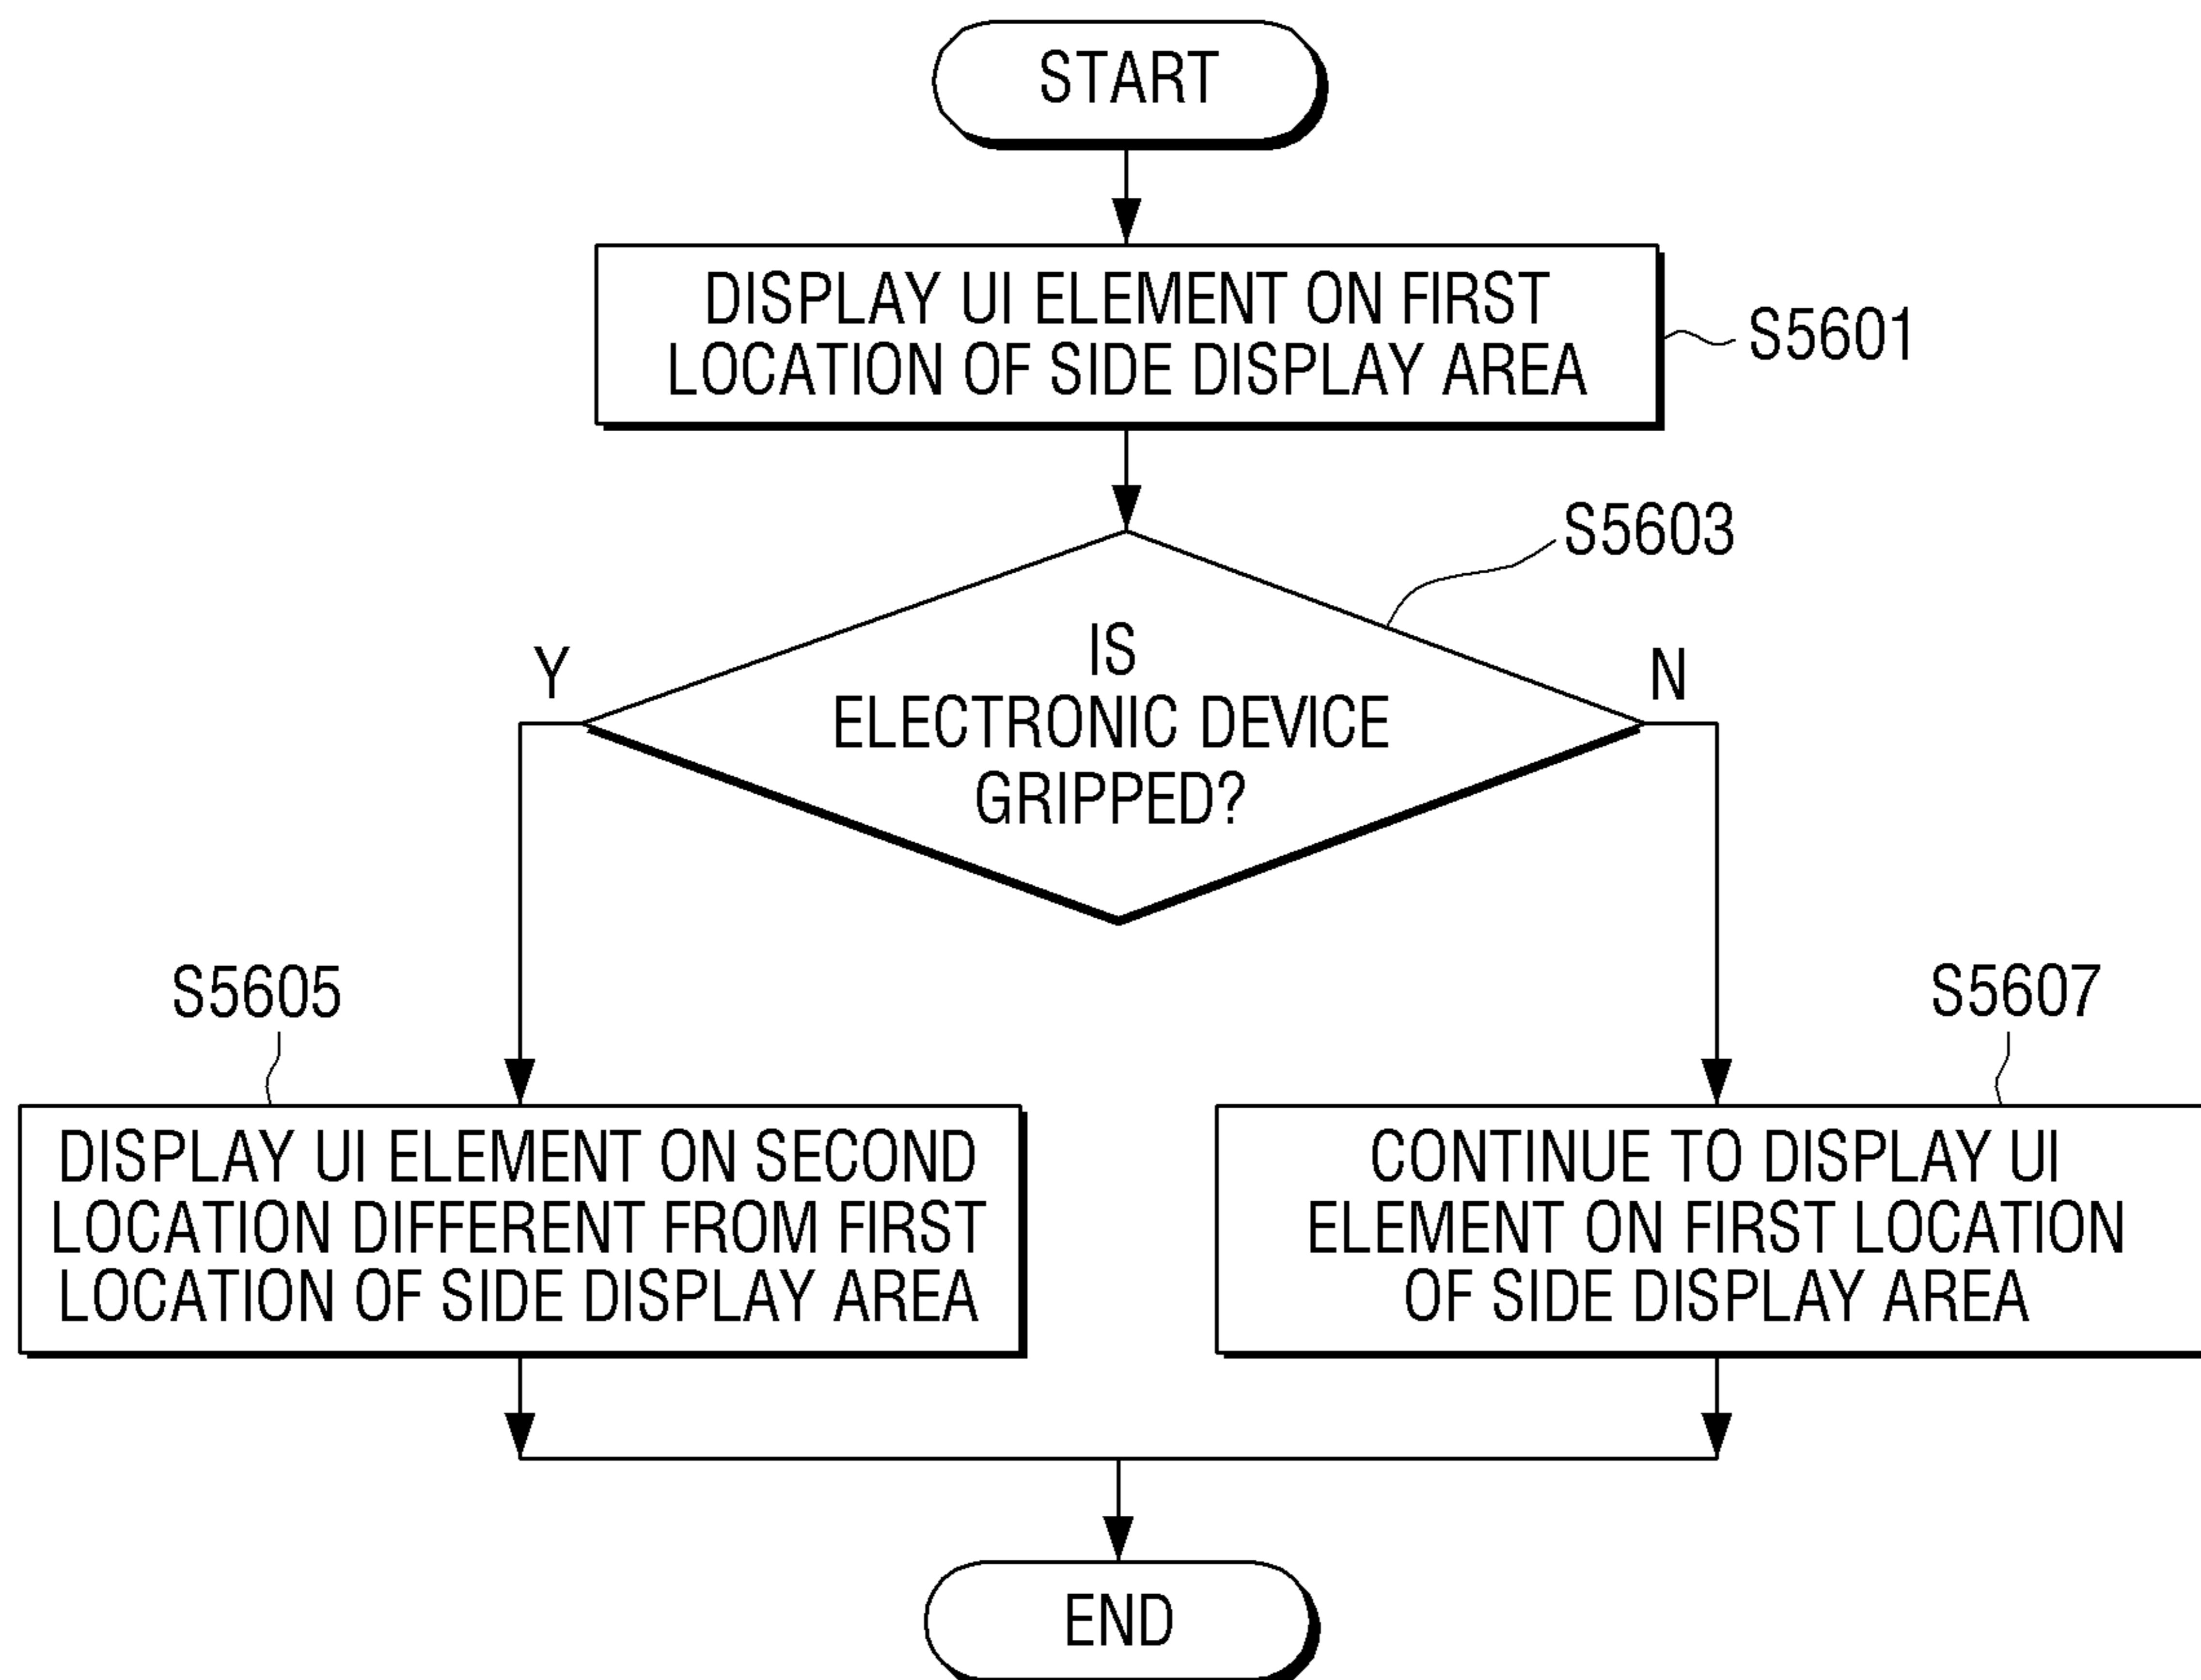 START
DISPLAY UI ELEMENT ON FIRST
LOCATION OF SIDE DISPLAY AREA
S5601
S5603
IS
ELECTRONIC DEVICE
GRIPPED?
Y
N
S5605
S5607
DISPLAY UI ELEMENT ON SECOND
LOCATION DIFFERENT FROM FIRST
LOCATION OF SIDE DISPLAY AREA
CONTINUE TO DISPLAY UI
ELEMENT ON FIRST LOCATION
OF SIDE DISPLAY AREA
END